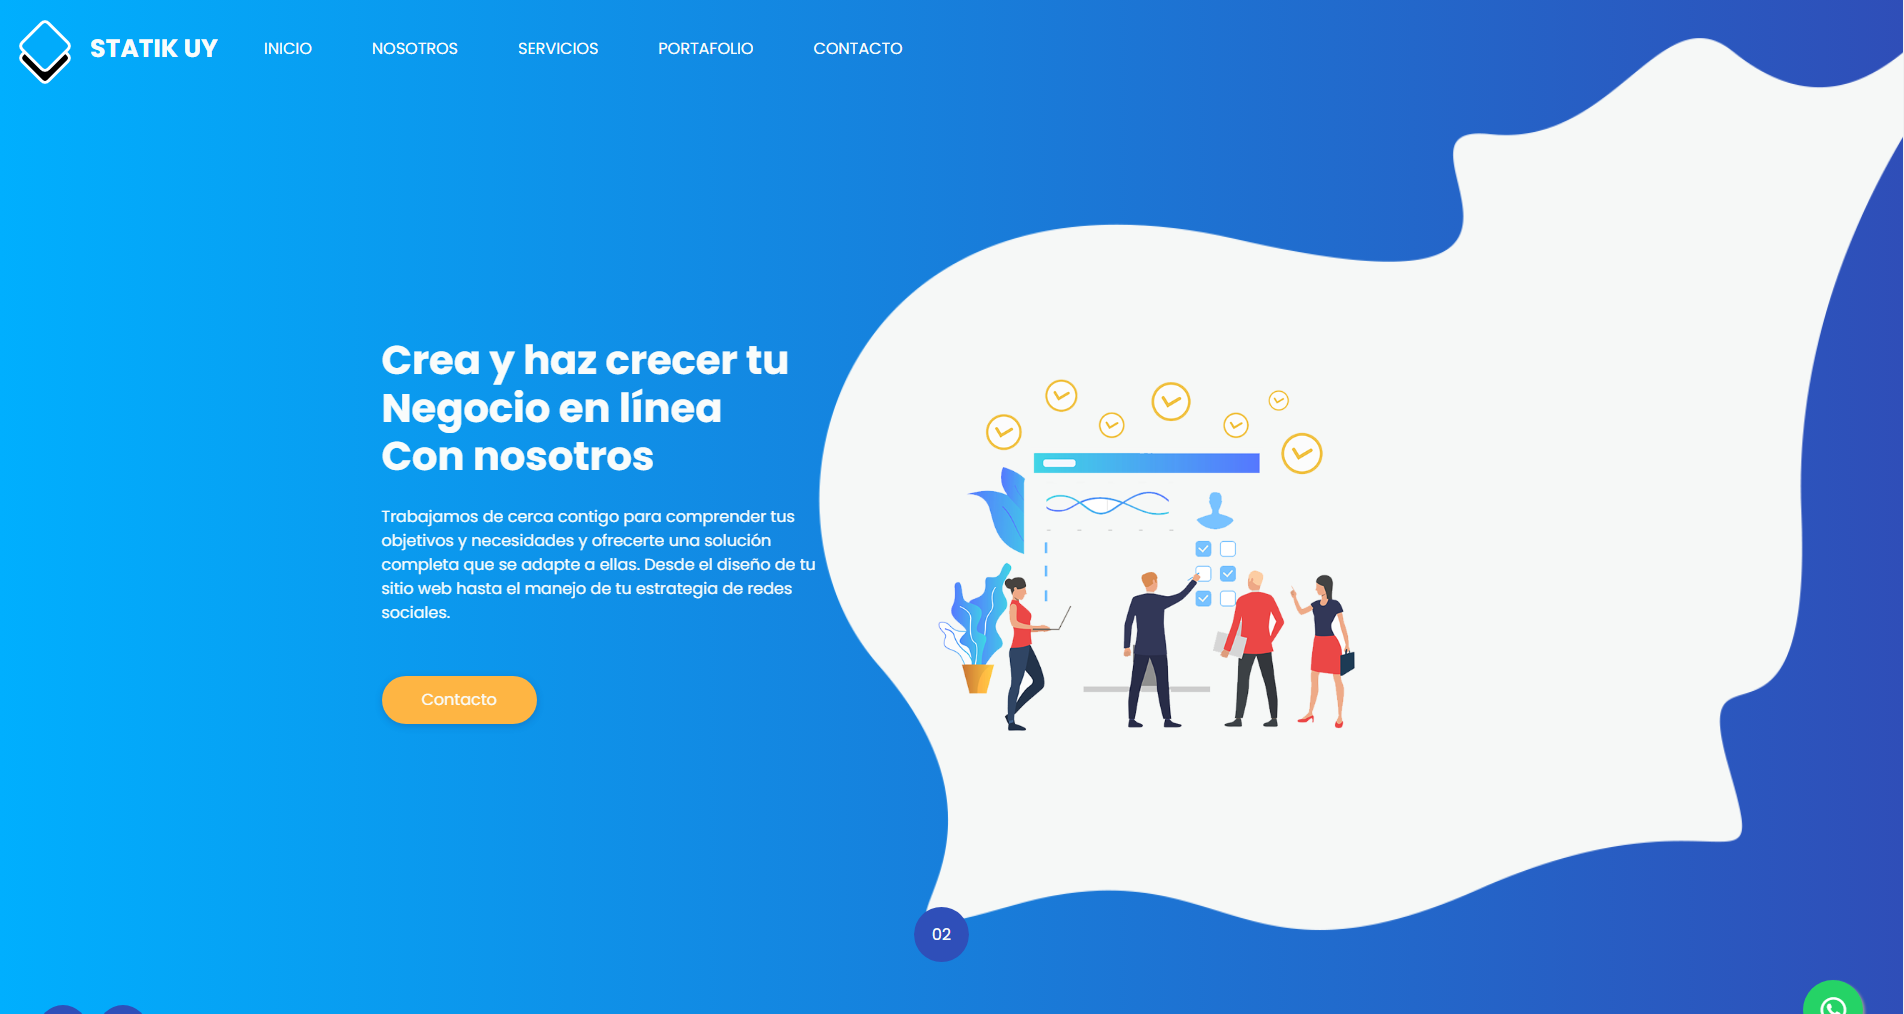 STATIK UY
INICIO
NOSOTROS
SERVICIOS
PORTAFOLIO
CONTACTO
Crea y haz crecer tu
Negocio en línea
Con nosotros
Trabajamos de cerca contigo para comprender tus
objetivos y necesidades y ofrecerte una solución
completa que se adapte a ellas. Desde el diseño de tu
sitio web hasta el manejo de tu estrategia de redes
sociales.
Contacto
02